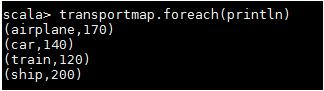 scala> transportmap.foreach(println)
(airplane,170)
(car,140)
(train,120)
(ship,200)